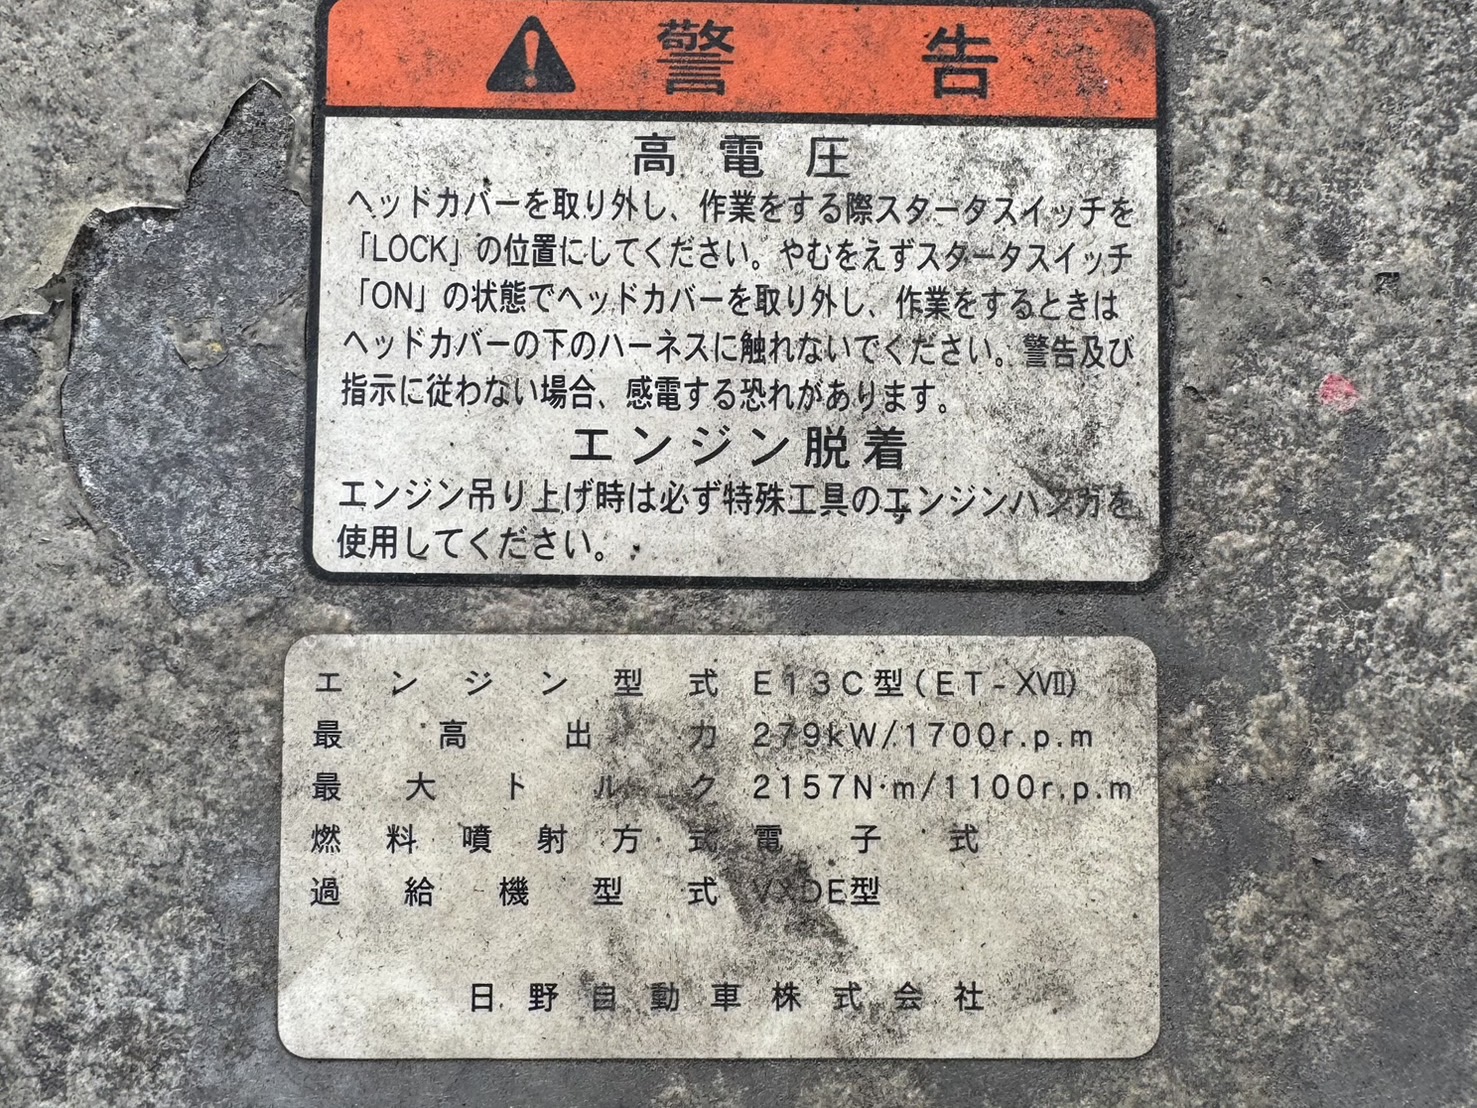 警告
高電圧
ヘッドカバーを取り外し、作業をする際スタータスイッチを
「LOCK」の位置にしてください。やむをえずスタータスイッチ
「ON」の状態でヘッドカバーを取り外し、作業をするときは
ヘッドカバーの下のハーネスに触れないでください。警告及び
指示に従わない場合、感電する恐れがあります。
エンジン脱着
エンジン吊り上げ時は必ず特殊工具のエンジンハンガを
使用してください。
エンジン型式 E13C型(ET-XVII)
最高出力 279kW/1700r.p.m
最大トルク 2157N·m/1100r.p.m
燃料噴射方式 電子式
過給機型式 VXDE型
日野自動車株式会社